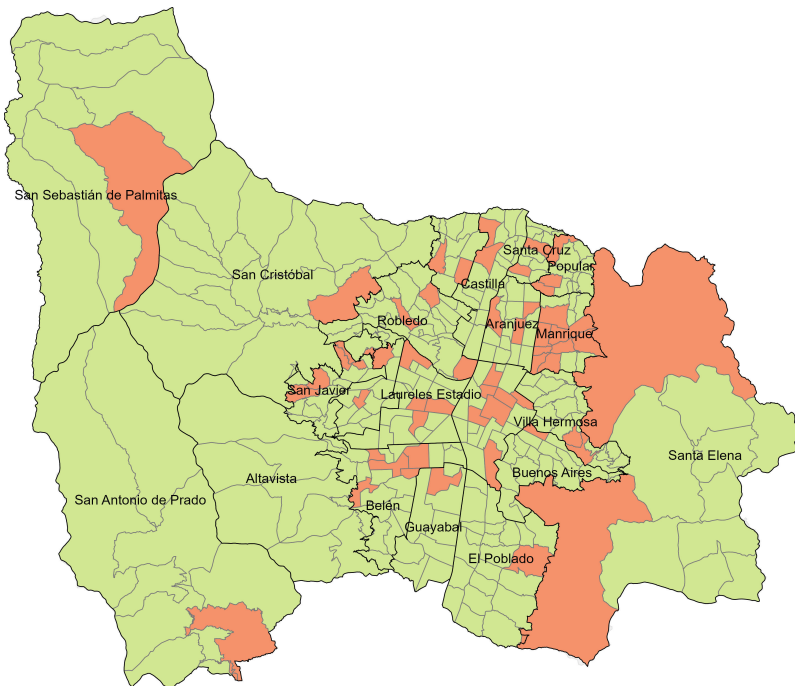 San Sebastián de Palmitas
Santa Cruz
Popular
San Cristóbal
Castilla
Robledo
Aranjuez
Manrique
San Javier
Laureles Estadio
Villa Hermosa
Santa Elena
Buenos Aires
Altavista
San Antonio de Prado
Belén
Guayabal
El Poblado